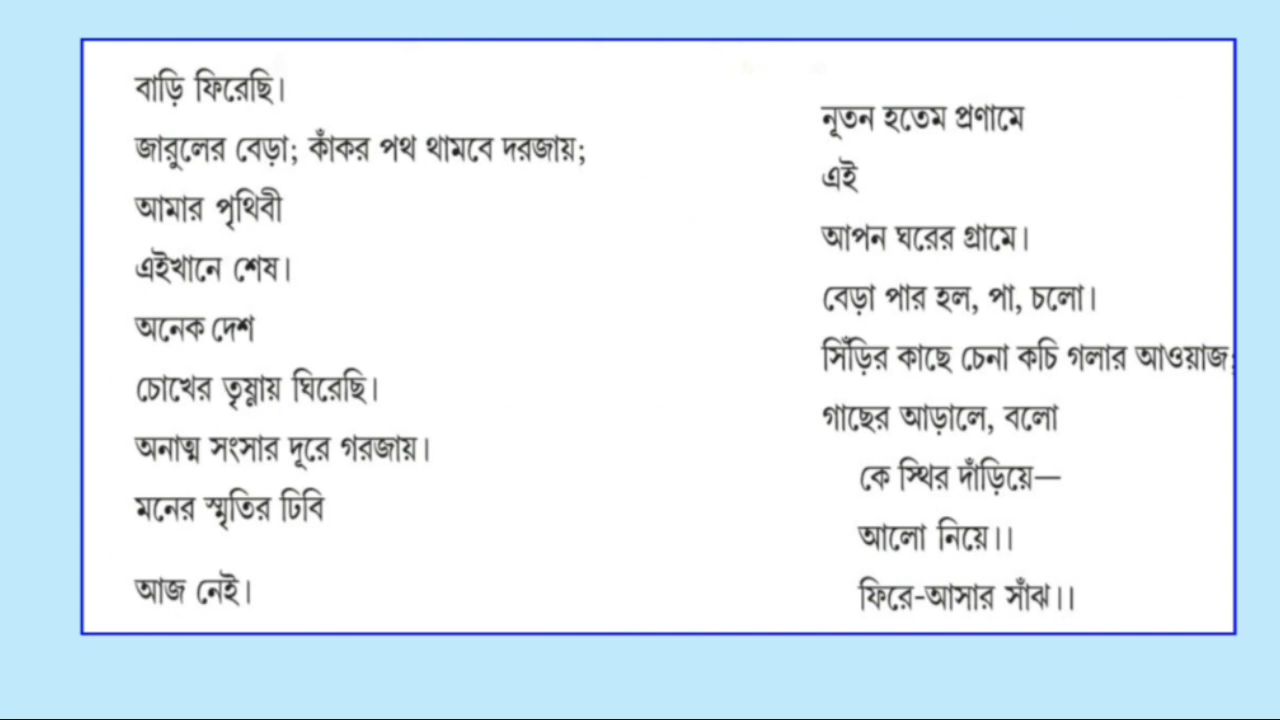 বাড়ি ফিরেছি।
জারুলের বেড়া; কাঁকর পথ থামবে দরজায়;
আমার পৃথিবী
এইখানে শেষ।
অনেক দেশ
চোখের তৃষ্ণায় ঘিরেছি।
অনাত্ম সংসার দূরে গরজায়।
মনের স্মৃতির ঢিবি
আজ নেই।
নূতন হতেম প্রণামে
এই
আপন ঘরের গ্রামে।
বেড়া পার হল, পা, চলো।
সিঁড়ির কাছে চেনা কচি গলার আওয়াজ;
গাছের আড়ালে, বলো
কে স্থির দাঁড়িয়ে—
আলো নিয়ে।।
ফিরে-আসার সাঁঝ।।